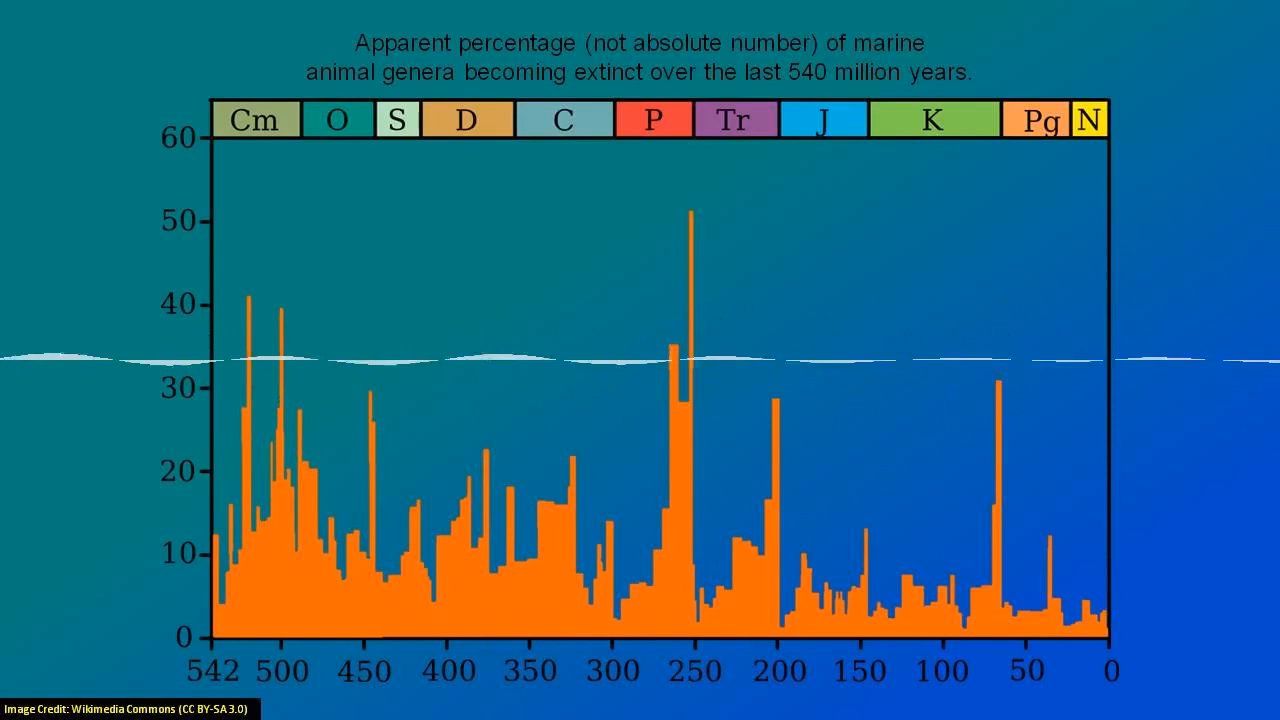 Apparent percentage (not absolute number) of marine
animal genera becoming extinct over the last 540 million years.
Cm O S D C P Tr J K Pg N
60
50
40
30
20
10
0
542 500 450 400 350 300 250 200 150 100 50 0
Image Credit: Wikimedia Commons (CC BY-SA 3.0)